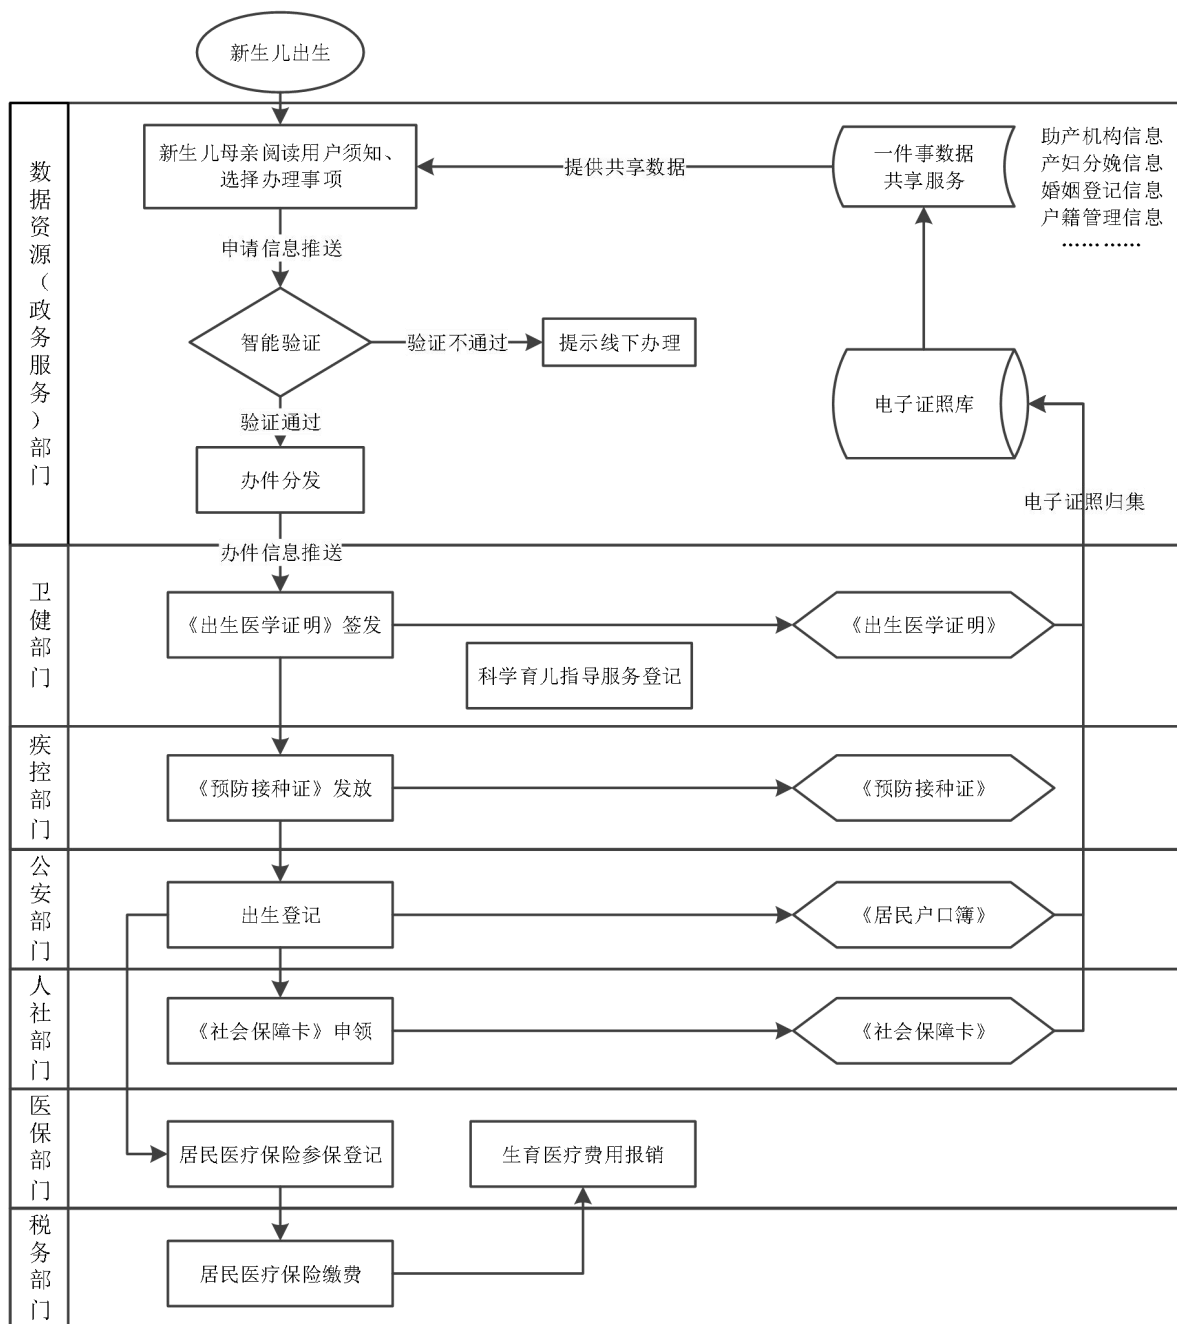 新生儿出生
数据资源（政务服务）部门
新生儿母亲阅读用户须知、
选择办理事项
提供共享数据
一件事数据
共享服务
助产机构信息
产妇分娩信息
婚姻登记信息
户籍管理信息
…………
申请信息推送
智能验证
验证不通过
提示线下办理
电子证照库
验证通过
办件分发
电子证照归集
办件信息推送
卫健部门
《出生医学证明》签发
《出生医学证明》
科学育儿指导服务登记
疾控部门
《预防接种证》发放
《预防接种证》
公安部门
出生登记
《居民户口簿》
人社部门
《社会保障卡》申领
《社会保障卡》
医保部门
居民医疗保险参保登记
生育医疗费用报销
税务部门
居民医疗保险缴费